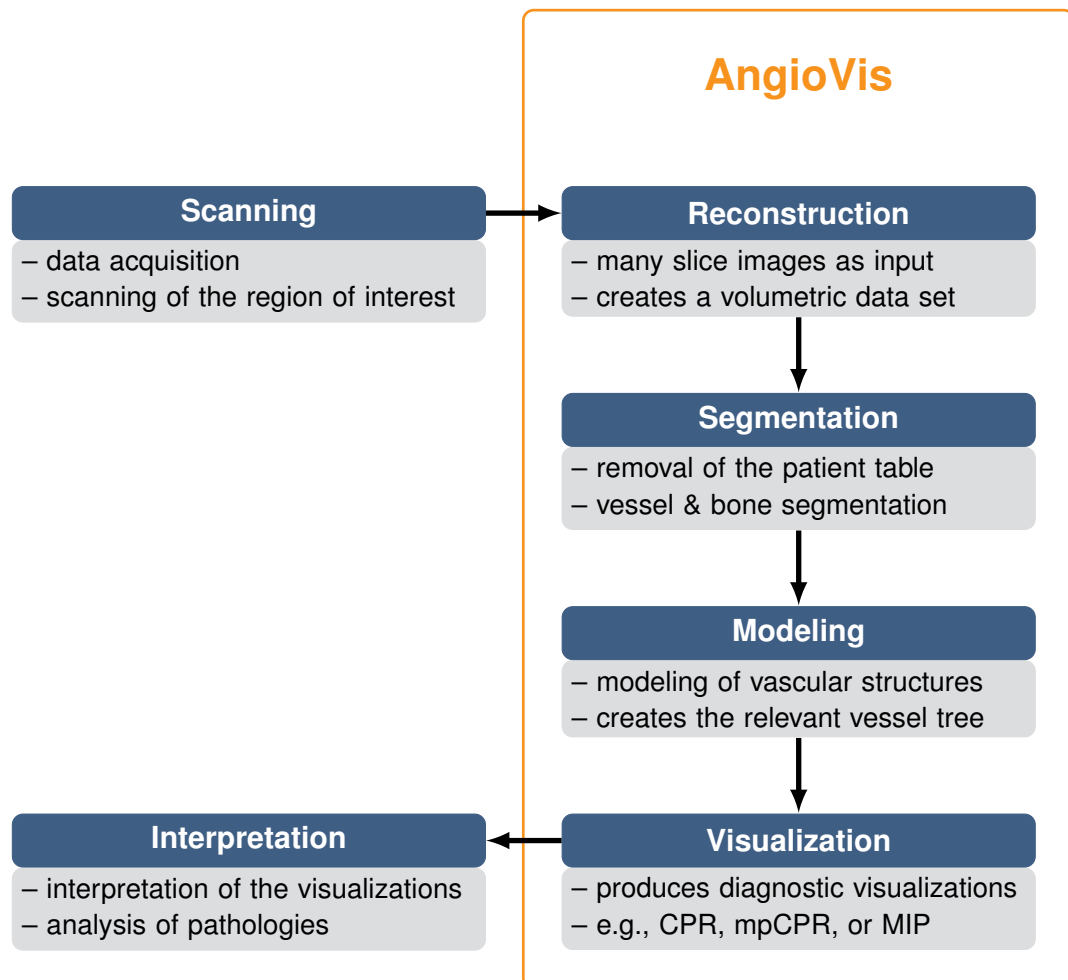 AngioVis
Scanning
– data acquisition
– scanning of the region of interest
Reconstruction
– many slice images as input
– creates a volumetric data set
Segmentation
– removal of the patient table
– vessel & bone segmentation
Modeling
– modeling of vascular structures
– creates the relevant vessel tree
Visualization
– produces diagnostic visualizations
– e.g., CPR, mpCPR, or MIP
Interpretation
– interpretation of the visualizations
– analysis of pathologies